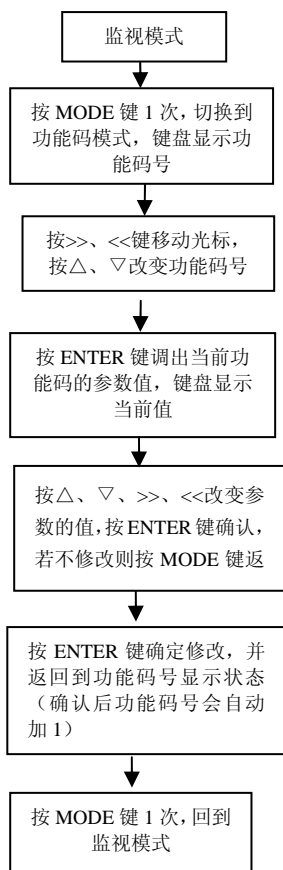 监视模式
按 MODE 键 1 次，切换到
功能码模式，键盘显示功
能码号
按>>、<<键移动光标，
按△、▽改变功能码号
按 ENTER 键调出当前功
能码的参数值，键盘显示
当前值
按△、▽、>>、<<改变参
数的值，按 ENTER 键确认，
若不修改则按 MODE 键返
按 ENTER 键确定修改，并
返回到功能码号显示状态
（确认后功能码号会自动
加 1）
按 MODE 键 1 次，回到
监视模式